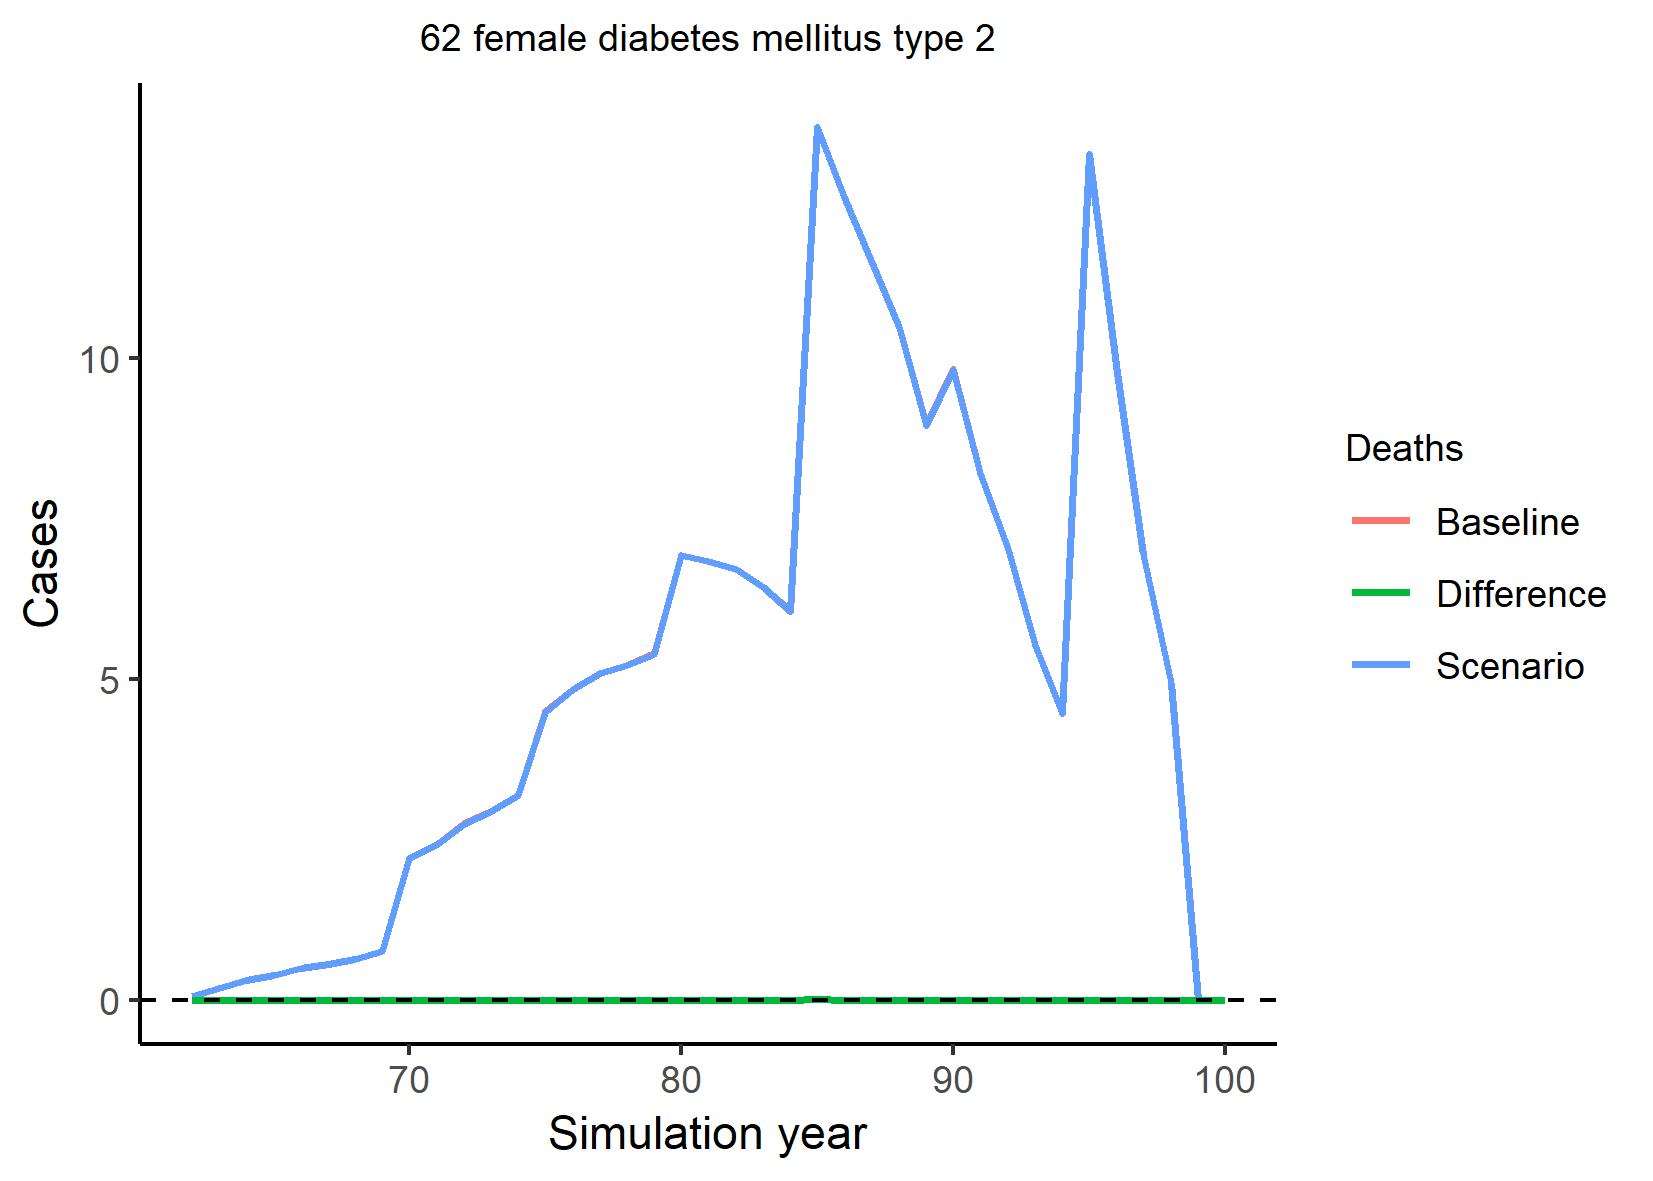 62 female diabetes mellitus type 2
Cases
10
5
0
70 80 90 100
Simulation year
Deaths
Baseline
Difference
Scenario